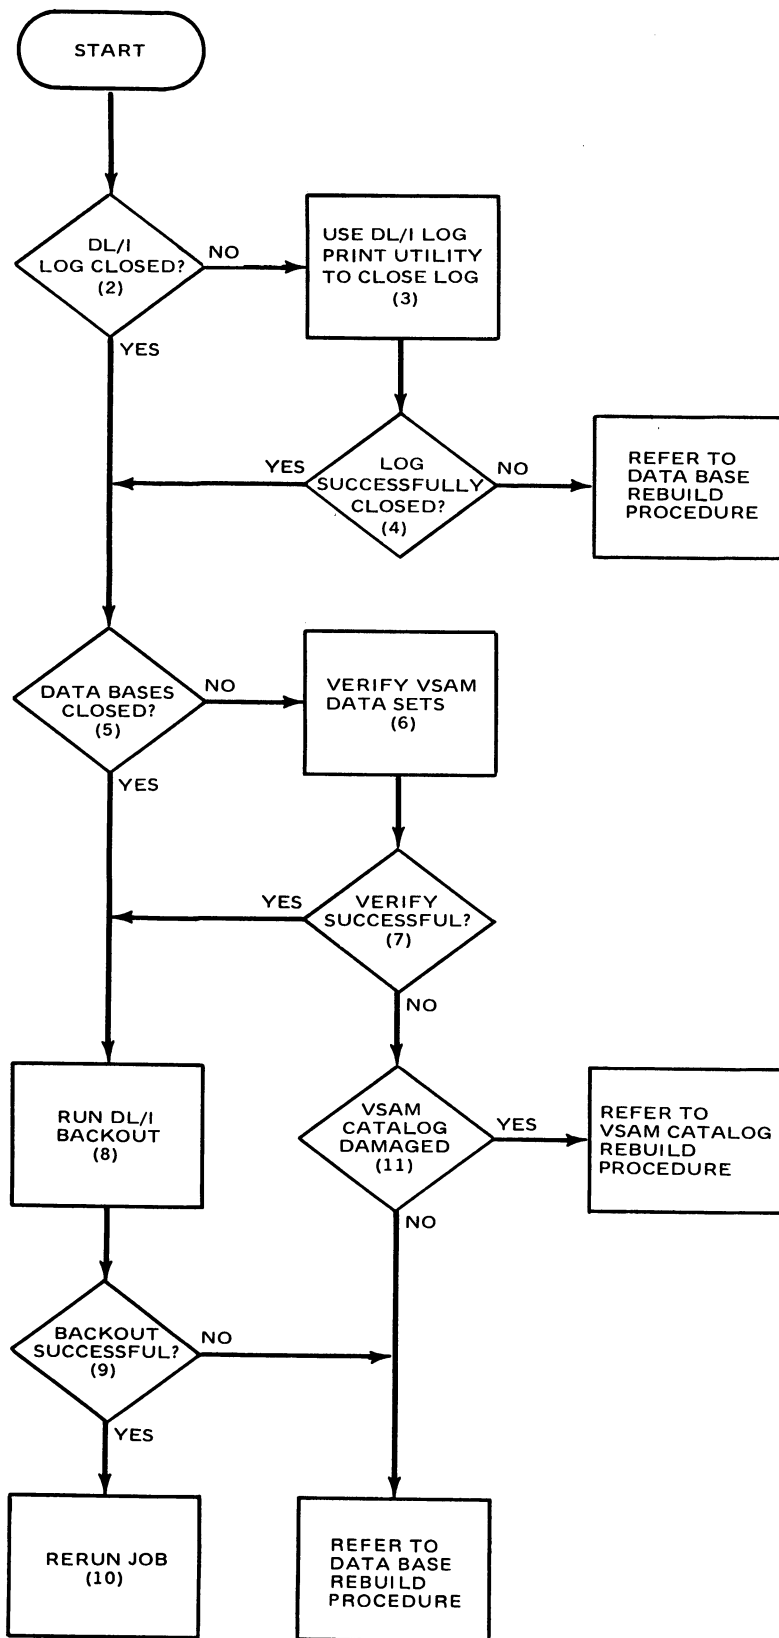 START
DL/I
LOG CLOSED?
(2)
NO
USE DL/I LOG
PRINT UTILITY
TO CLOSE LOG
(3)
YES
YES
LOG
SUCCESSFULLY
CLOSED?
(4)
NO
REFER TO
DATA BASE
REBUILD
PROCEDURE
DATA BASES
CLOSED?
(5)
NO
VERIFY VSAM
DATA SETS
(6)
YES
YES
VERIFY
SUCCESSFUL?
(7)
NO
RUN DL/I
BACKOUT
(8)
VSAM
CATALOG
DAMAGED
(11)
YES
REFER TO
VSAM CATALOG
REBUILD
PROCEDURE
NO
BACKOUT
SUCCESSFUL?
(9)
NO
YES
RERUN JOB
(10)
REFER TO
DATA BASE
REBUILD
PROCEDURE